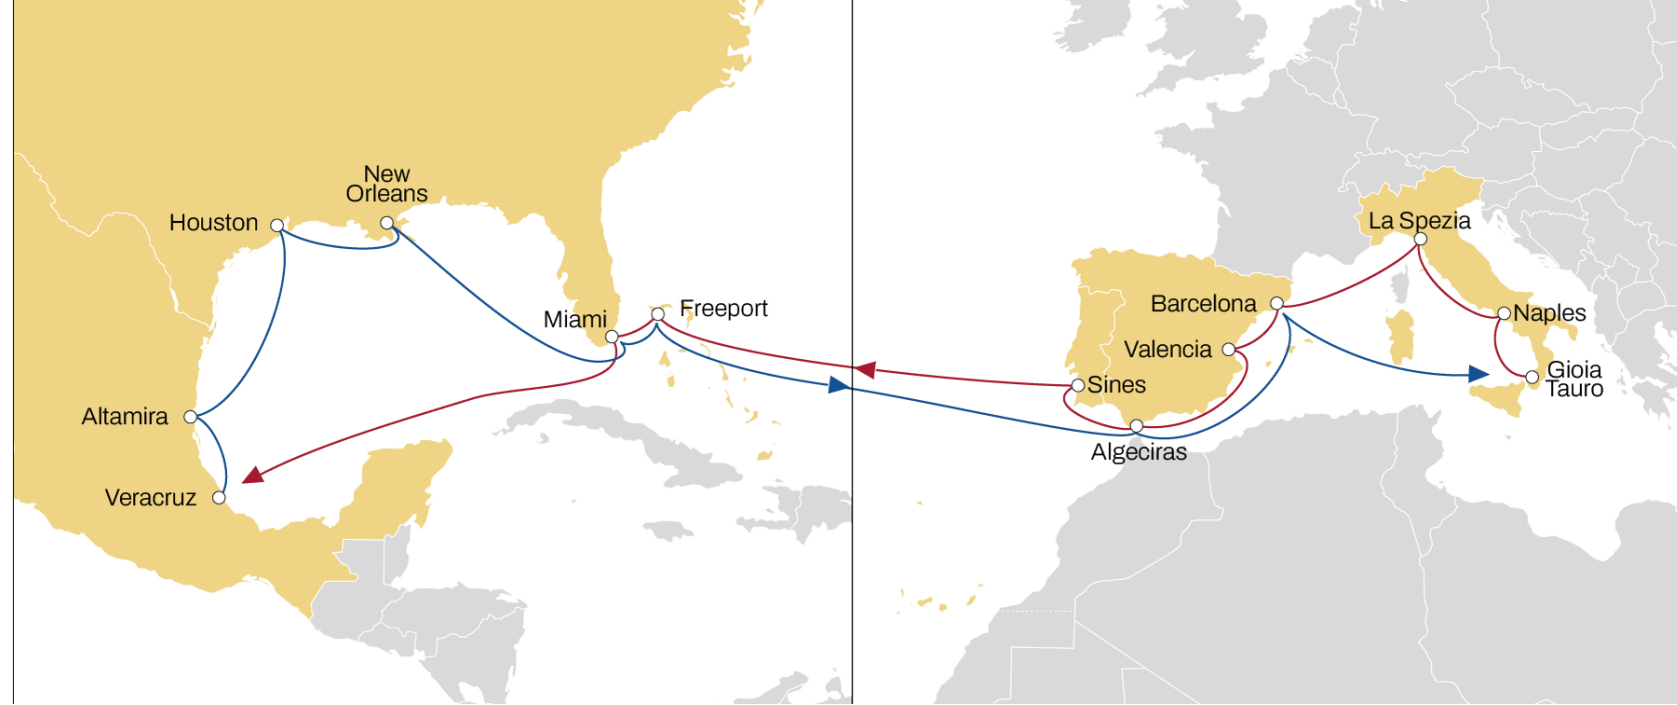 New
Orleans
Houston
Miami
Freeport
Altamira
Veracruz
La Spezia
Barcelona
Naples
Valencia
Gioia
Tauro
Sines
Algeciras